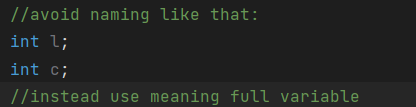 //avoid naming like that:
int l;
int c;
//instead use meaning full variable